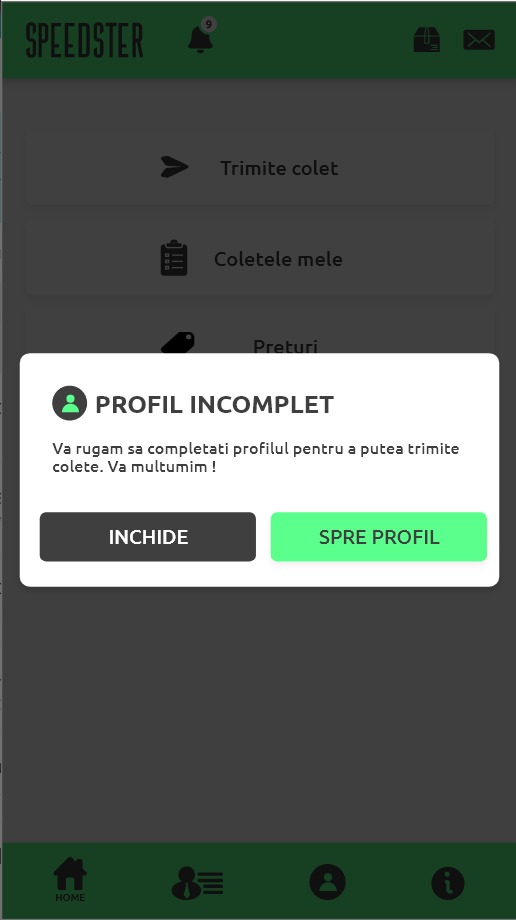 SPEEDSTER
9
Trimite colet
Coletele mele
Preturi
PROFIL INCOMPLET
Va rugam sa completati profilul pentru a putea trimite
colete. Va multumim !
INCHIDE
SPRE PROFIL
HOME